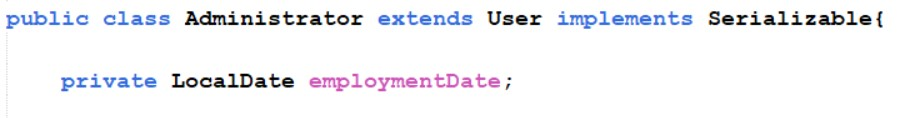 public class Administrator extends User implements Serializable{
private LocalDate employmentDate;